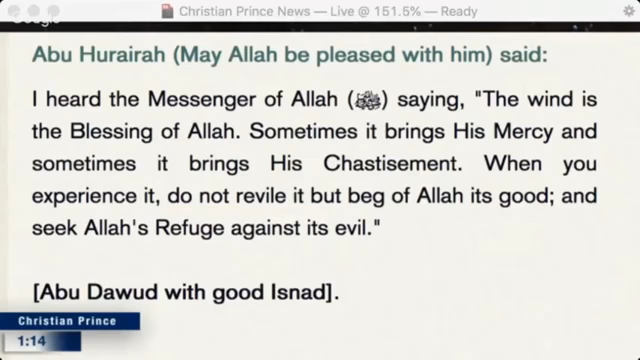 Christian Prince News — Live @ 151.5% — Ready
Abu Hurairah (May Allah be pleased with him) said:
I heard the Messenger of Allah (ﷺ) saying, "The wind is
the Blessing of Allah. Sometimes it brings His Mercy and
sometimes it brings His Chastisement. When you
experience it, do not revile it but beg of Allah its good; and
seek Allah's Refuge against its evil."
[Abu Dawud with good Isnad].
Christian Prince
1:14